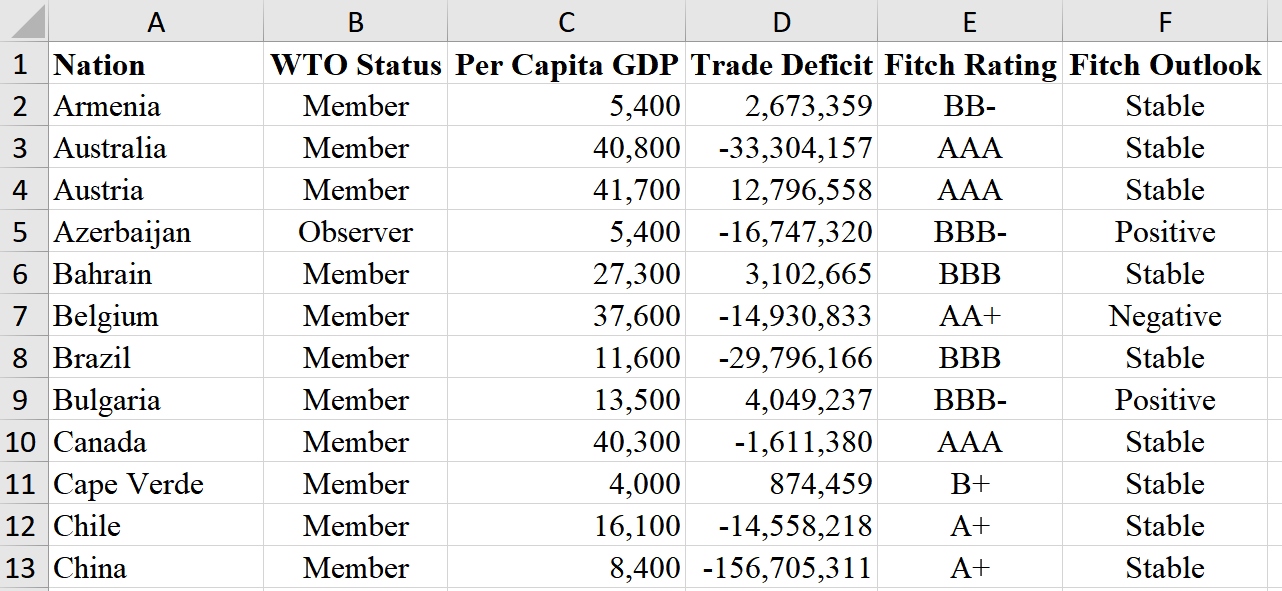 A B C D E F
1 Nation WTO Status Per Capita GDP Trade Deficit Fitch Rating Fitch Outlook
2 Armenia Member 5,400 2,673,359 BB- Stable
3 Australia Member 40,800 -33,304,157 AAA Stable
4 Austria Member 41,700 12,796,558 AAA Stable
5 Azerbaijan Observer 5,400 -16,747,320 BBB- Positive
6 Bahrain Member 27,300 3,102,665 BBB Stable
7 Belgium Member 37,600 -14,930,833 AA+ Negative
8 Brazil Member 11,600 -29,796,166 BBB Stable
9 Bulgaria Member 13,500 4,049,237 BBB- Positive
10 Canada Member 40,300 -1,611,380 AAA Stable
11 Cape Verde Member 4,000 874,459 B+ Stable
12 Chile Member 16,100 -14,558,218 A+ Stable
13 China Member 8,400 -156,705,311 A+ Stable